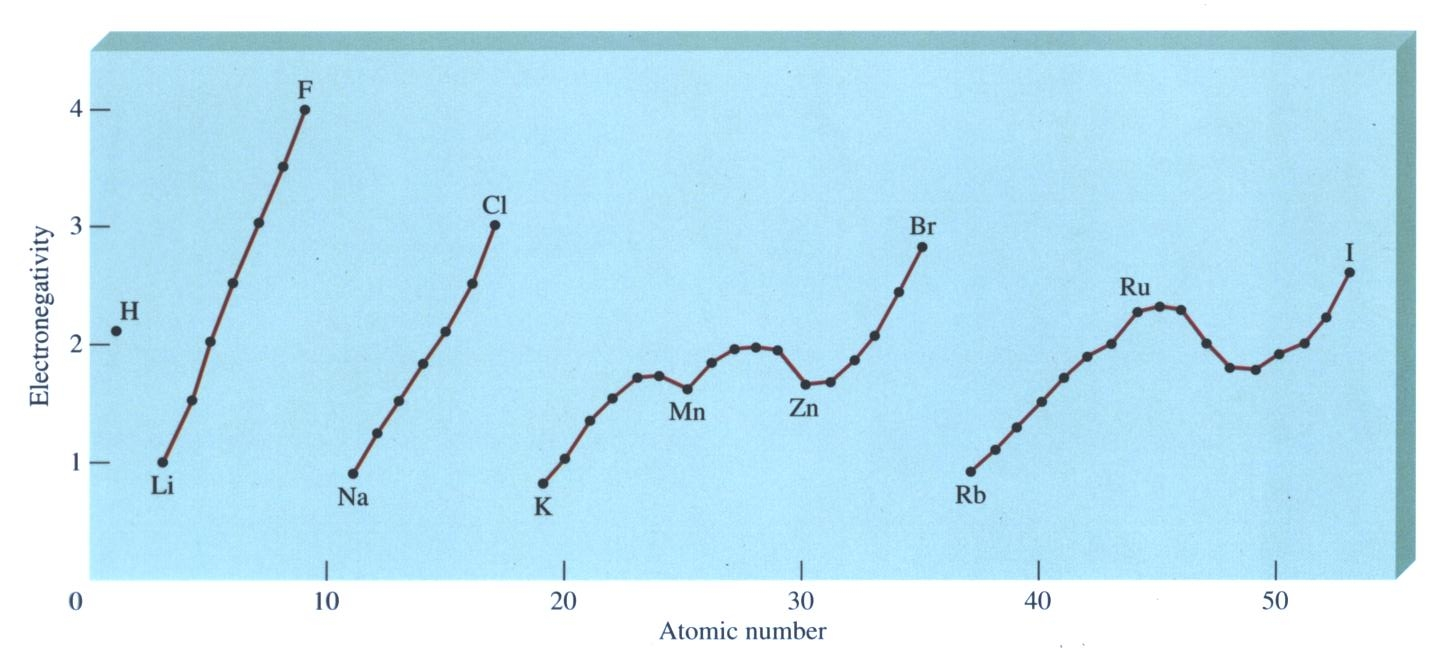 F
4
Cl
3
Br
I
Ru
H
2
Electronegativity
Mn
Zn
1
Li
Na
K
Rb
0
10
20
30
40
50
Atomic number